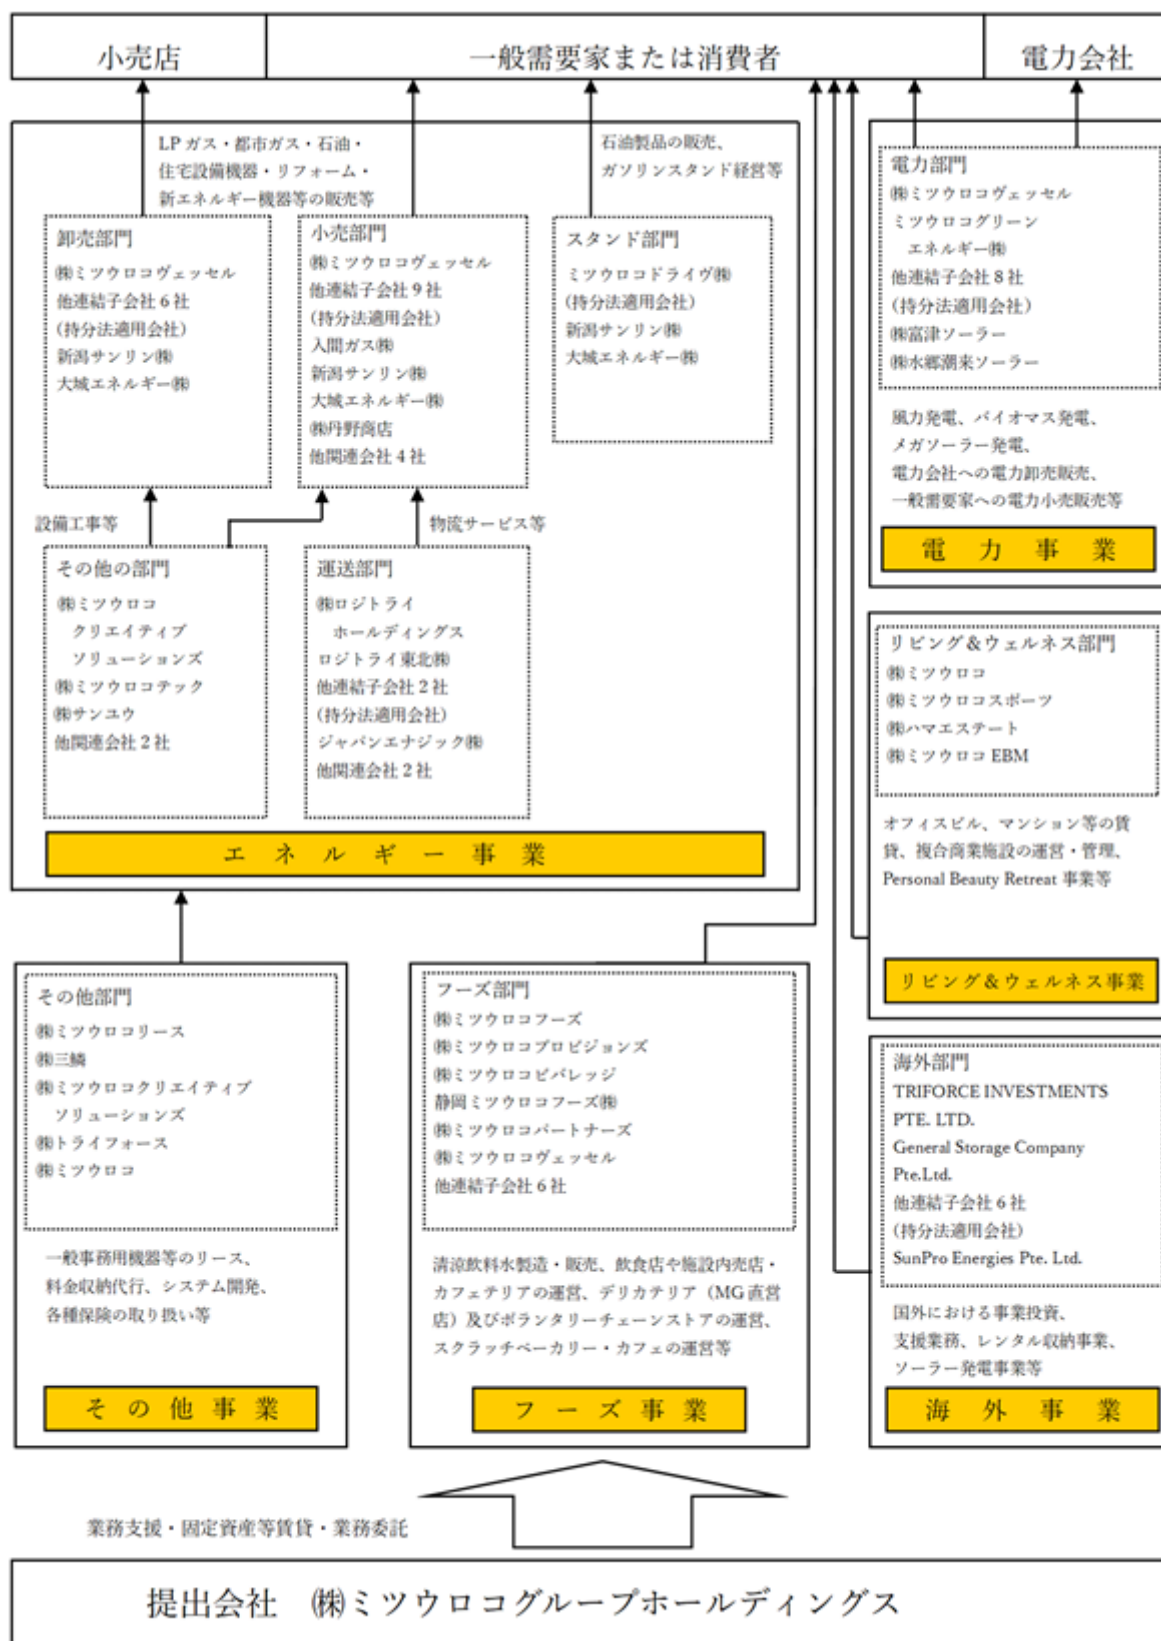 小売店
一般需要家または消費者
電力会社
LPガス・都市ガス・石油・
住宅設備機器・リフォーム・
新エネルギー機器等の販売等
石油製品の販売、
ガソリンスタンド経営等
卸売部門
㈱ミツウロコヴェッセル
他連結子会社6社
(持分法適用会社)
新潟サンリン㈱
大城エネルギー㈱
小売部門
㈱ミツウロコヴェッセル
他連結子会社9社
(持分法適用会社)
入間ガス㈱
新潟サンリン㈱
大城エネルギー㈱
㈱丹野商店
他関連会社4社
スタンド部門
ミツウロコドライヴ㈱
(持分法適用会社)
新潟サンリン㈱
大城エネルギー㈱
設備工事等
物流サービス等
その他の部門
㈱ミツウロコ
クリエイティブ
ソリューションズ
㈱ミツウロコテック
㈱サンユウ
他関連会社2社
運送部門
㈱ロジトライ
ホールディングス
ロジトライ東北㈱
他連結子会社2社
(持分法適用会社)
ジャパンエナジック㈱
他関連会社2社
エネルギー事業
電力部門
㈱ミツウロコヴェッセル
ミツウロコグリーン
エネルギー㈱
他連結子会社8社
(持分法適用会社)
㈱富津ソーラー
㈱水郷潮来ソーラー
風力発電、バイオマス発電、
メガソーラー発電、
電力会社への電力卸売販売、
一般需要家への電力小売販売等
電力事業
リビング&ウェルネス部門
㈱ミツウロコ
㈱ミツウロコスポーツ
㈱ハマエステート
㈱ミツウロコ EBM
オフィスビル、マンション等の賃
貸、複合商業施設の運営・管理、
Personal Beauty Retreat 事業等
リビング&ウェルネス事業
その他部門
㈱ミツウロコリース
㈱三鱗
㈱ミツウロコクリエイティブ
ソリューションズ
㈱トライフォース
㈱ミツウロコ
一般事務用機器等のリース、
料金収納代行、システム開発、
各種保険の取り扱い等
その他事業
フーズ部門
㈱ミツウロコフーズ
㈱ミツウロコプロビジョンズ
㈱ミツウロコビバレッジ
静岡ミツウロコフーズ㈱
㈱ミツウロコパートナーズ
㈱ミツウロコヴェッセル
他連結子会社6社
清涼飲料水製造・販売、飲食店や施設内売店・
カフェテリアの運営、デリカテリア（MG直営
店）及びボランタリーチェーンストアの運営、
スクラッチベーカリー・カフェの運営等
フーズ事業
海外部門
TRIFORCE INVESTMENTS
PTE. LTD.
General Storage Company
Pte.Ltd.
他連結子会社6社
(持分法適用会社)
SunPro Energies Pte. Ltd.
国外における事業投資、
支援業務、レンタル収納事業、
ソーラー発電事業等
海外事業
業務支援・固定資産等賃貸・業務委託
提出会社　㈱ミツウロコグループホールディングス